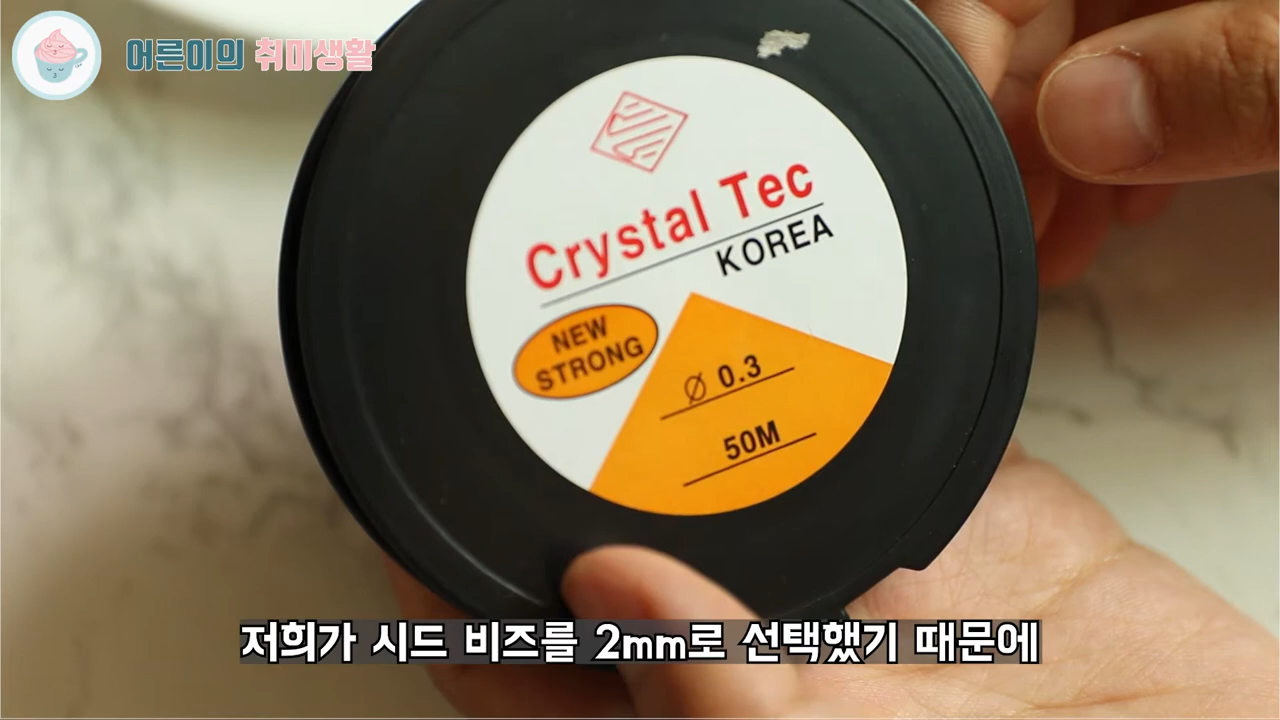 어른이의 취미생활
Crystal Tec
KOREA
NEW
STRONG
Ø 0.3
50M
저희가 시드 비즈를 2mm로 선택했기 때문에